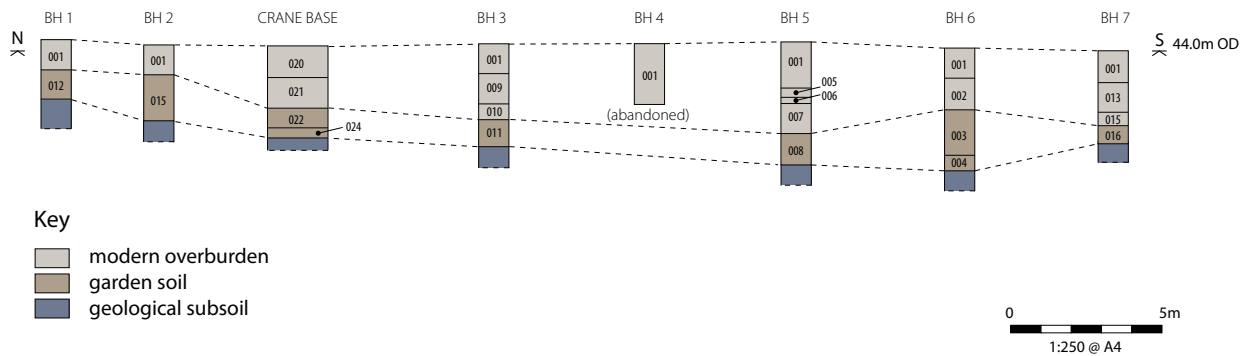 BH 1 BH 2 CRANE BASE BH 3 BH 4 BH 5 BH 6 BH 7
N S 44.0m OD
001 001 020 001 001 001 001 001
012 015 021 009 005 002 013
006
022 010 007 015
024 011 (abandoned) 003 016
008 004
Key
modern overburden
garden soil
geological subsoil
0 5m
1:250 @ A4